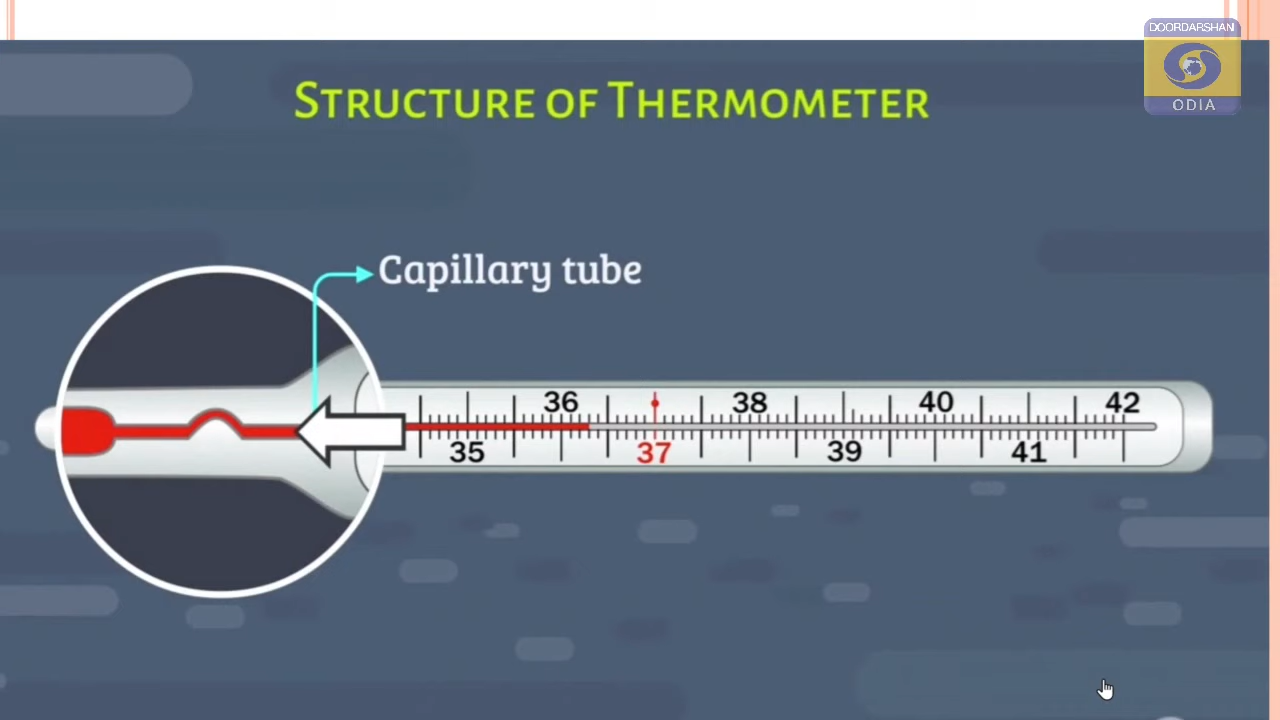 DOORDARSHAN
ODIA
STRUCTURE OF THERMOMETER
Capillary tube
36 38 40 42
35 37 39 41